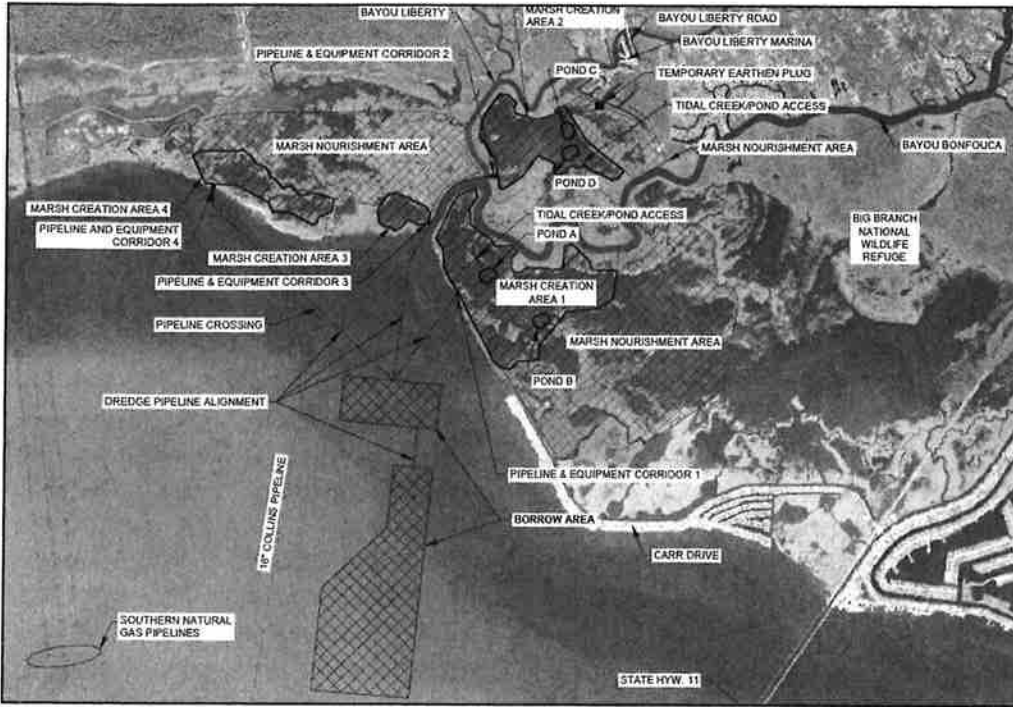 BAYOU LIBERTY
MARSH CREATION
AREA 2
BAYOU LIBERTY ROAD
BAYOU LIBERTY MARINA
PIPELINE & EQUIPMENT CORRIDOR 2
POND C
TEMPORARY EARTHEN PLUG
TIDAL CREEK/POND ACCESS
MARSH NOURISHMENT AREA
MARSH NOURISHMENT AREA
BAYOU BONFOUCA
POND D
MARSH CREATION AREA 4
PIPELINE AND EQUIPMENT
CORRIDOR 4
TIDAL CREEK/POND ACCESS
POND A
BIG BRANCH
NATIONAL
WILDLIFE
REFUGE
MARSH CREATION AREA 3
PIPELINE & EQUIPMENT CORRIDOR 3
MARSH CREATION
AREA 1
PIPELINE CROSSING
MARSH NOURISHMENT AREA
POND B
DREDGE PIPELINE ALIGNMENT
PIPELINE & EQUIPMENT CORRIDOR 1
16" COLLINS PIPELINE
BORROW AREA
CARR DRIVE
SOUTHERN NATURAL
GAS PIPELINES
STATE HYW. 11